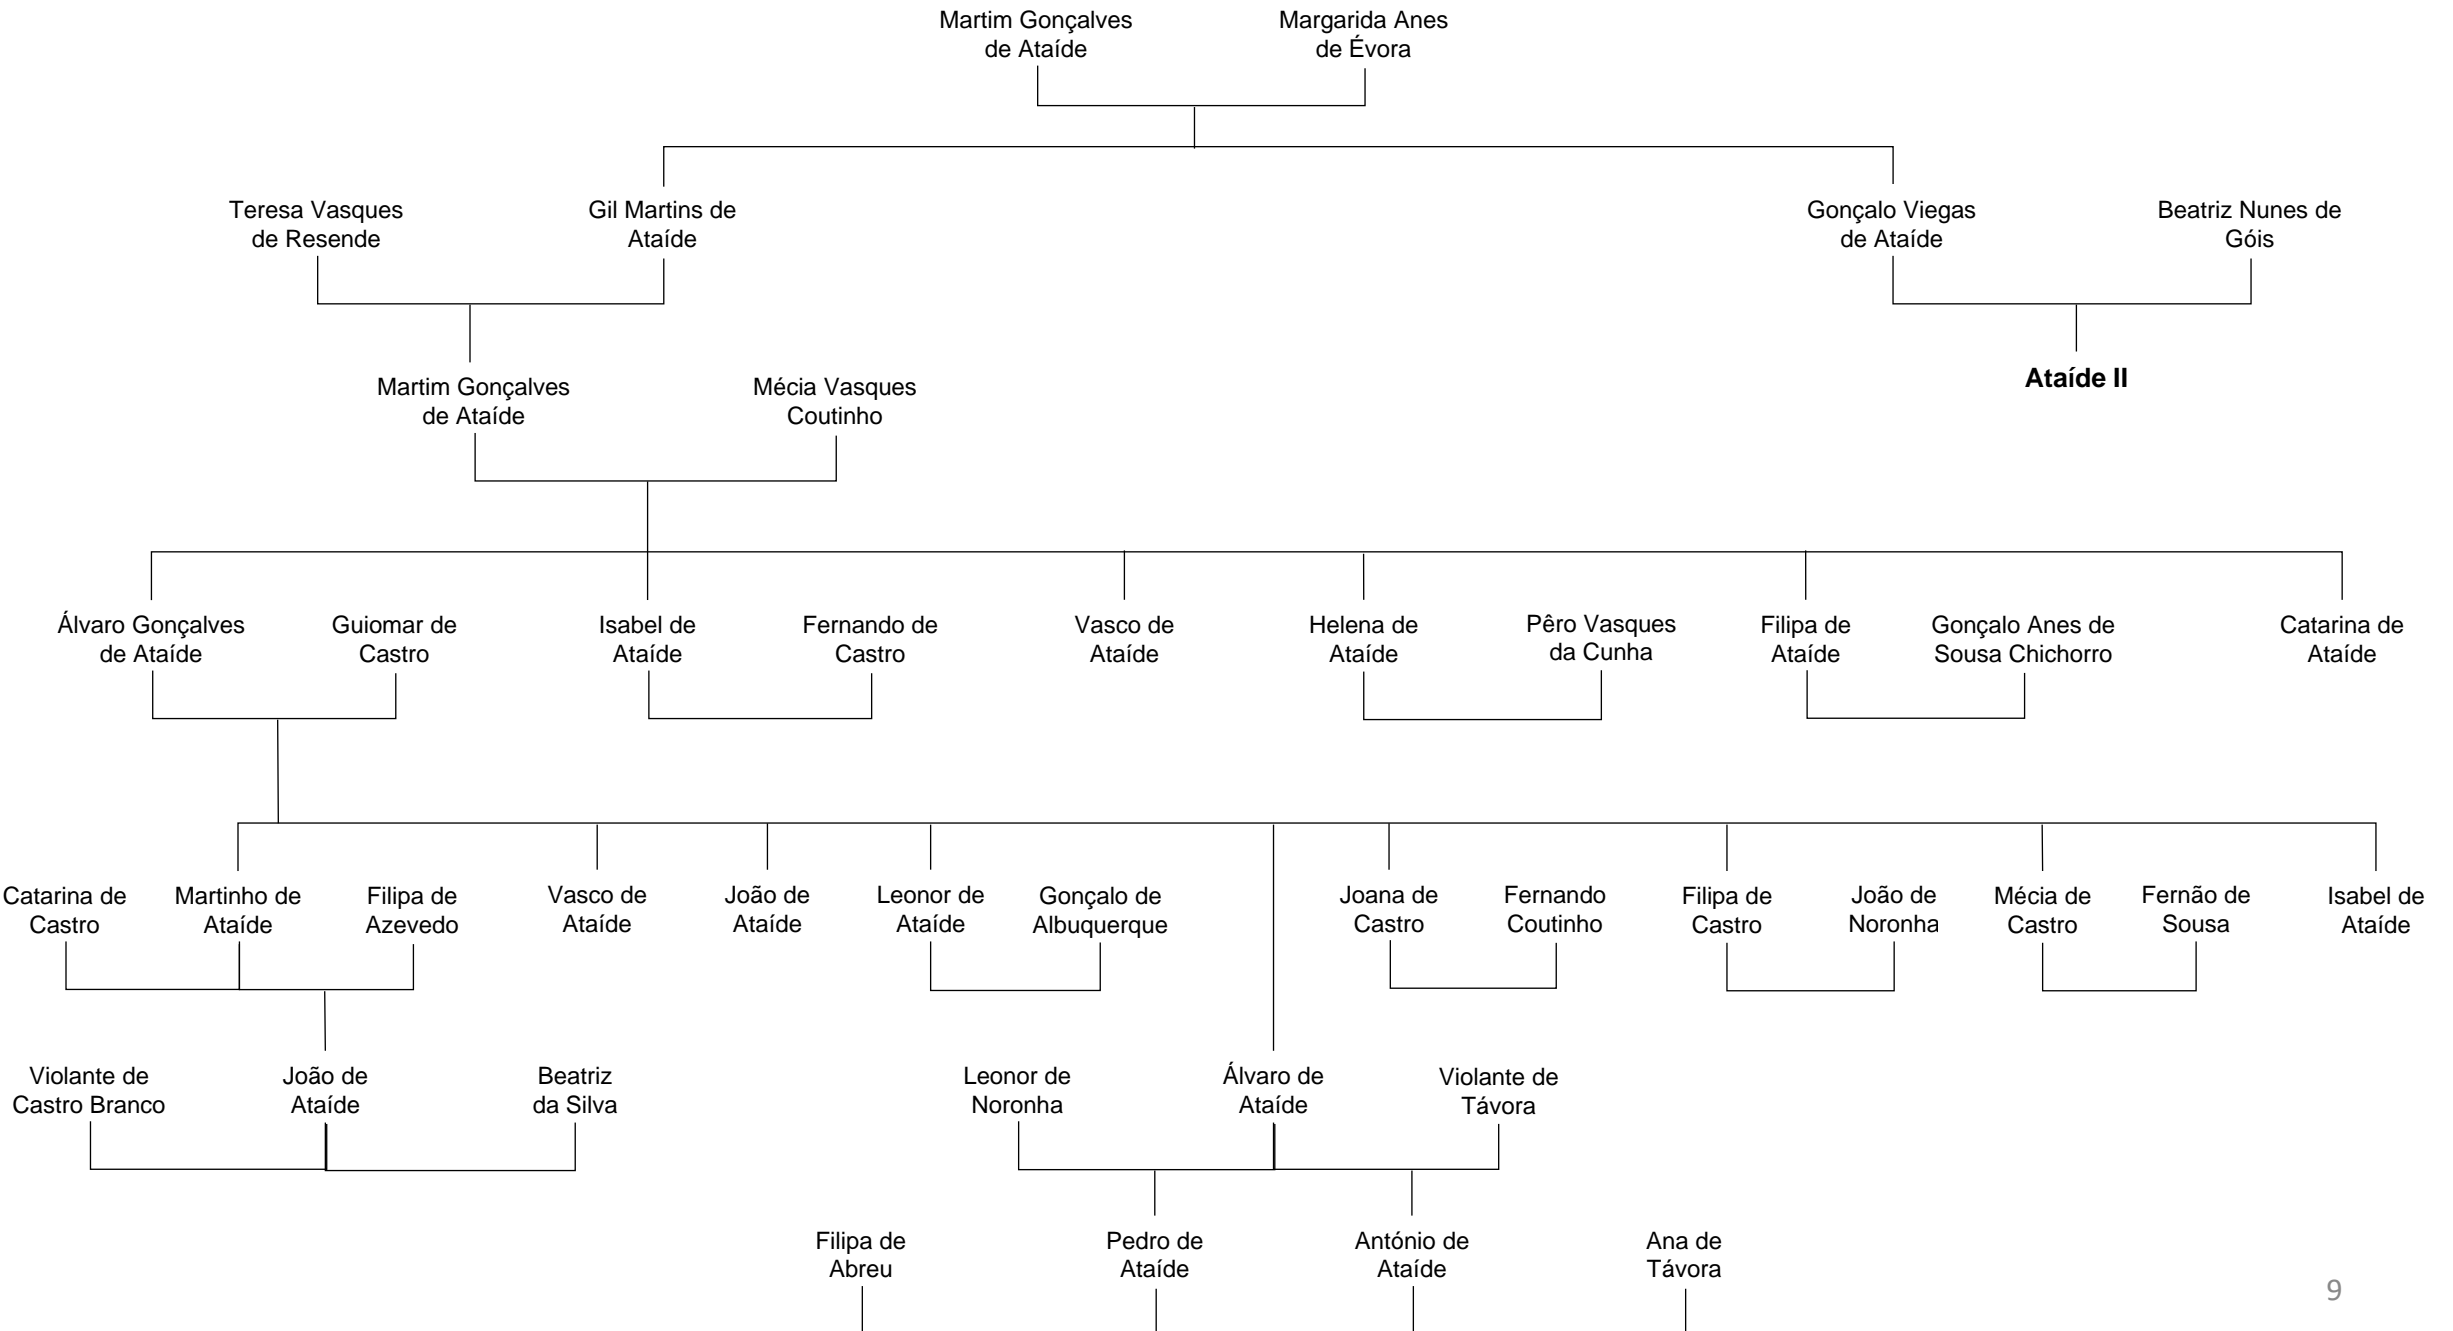 Martim Gonçalves
de Ataíde
Margarida Anes
de Évora
Teresa Vasques
de Resende
Gil Martins de
Ataíde
Gonçalo Viegas
de Ataíde
Beatriz Nunes de
Góis
Martim Gonçalves
de Ataíde
Mécia Vasques
Coutinho
Ataíde II
Álvaro Gonçalves
de Ataíde
Guiomar de
Castro
Isabel de
Ataíde
Fernando de
Castro
Vasco de
Ataíde
Helena de
Ataíde
Pêro Vasques
da Cunha
Filipa de
Ataíde
Gonçalo Anes de
Sousa Chichorro
Catarina de
Ataíde
Catarina de
Castro
Martinho de
Ataíde
Filipa de
Azevedo
Vasco de
Ataíde
João de
Ataíde
Leonor de
Ataíde
Gonçalo de
Albuquerque
Joana de
Castro
Fernando
Coutinho
Filipa de
Castro
João de
Noronha
Mécia de
Castro
Fernão de
Sousa
Isabel de
Ataíde
Violante de
Castro Branco
João de
Ataíde
Beatriz
da Silva
Leonor de
Noronha
Álvaro de
Ataíde
Violante de
Távora
Filipa de
Abreu
Pedro de
Ataíde
António de
Ataíde
Ana de
Távora
9